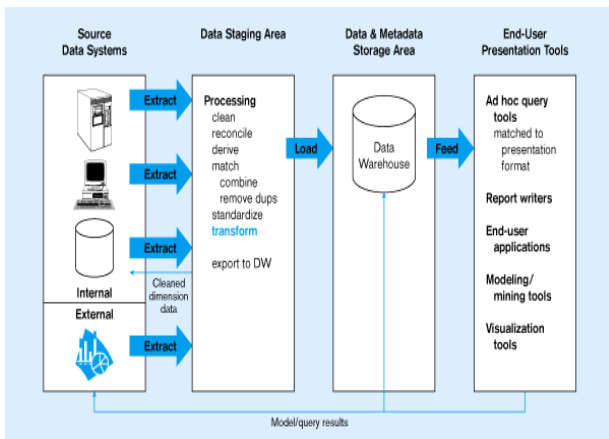 Source
Data Systems
Data Staging Area
Data & Metadata
Storage Area
End-User
Presentation Tools
Extract
Extract
Extract
Internal
External
Extract
Processing
clean
reconcile
derive
match
combine
remove dups
standardize
transform
export to DW
Cleaned
dimension
data
Load
Data
Warehouse
Feed
Ad hoc query
tools
matched to
presentation
format
Report writers
End-user
applications
Modeling/
mining tools
Visualization
tools
Model/query results